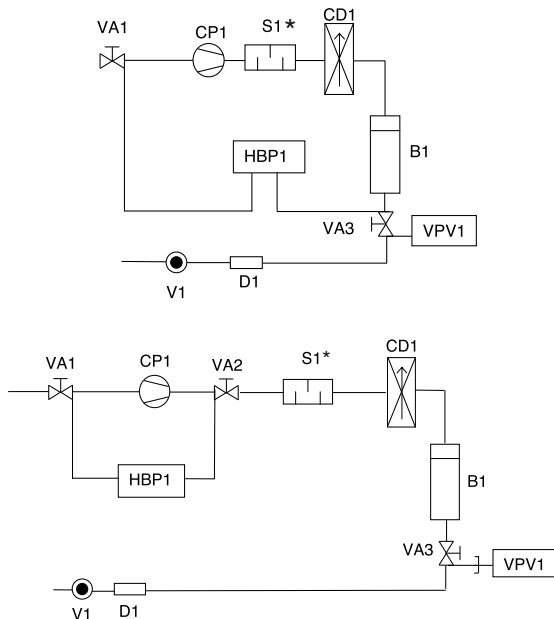 VA1 CP1 S1* CD1
HBP1 B1
VA3 VPV1
V1 D1
VA1 CP1 VA2 S1* CD1
HBP1 B1
VA3 VPV1
V1 D1